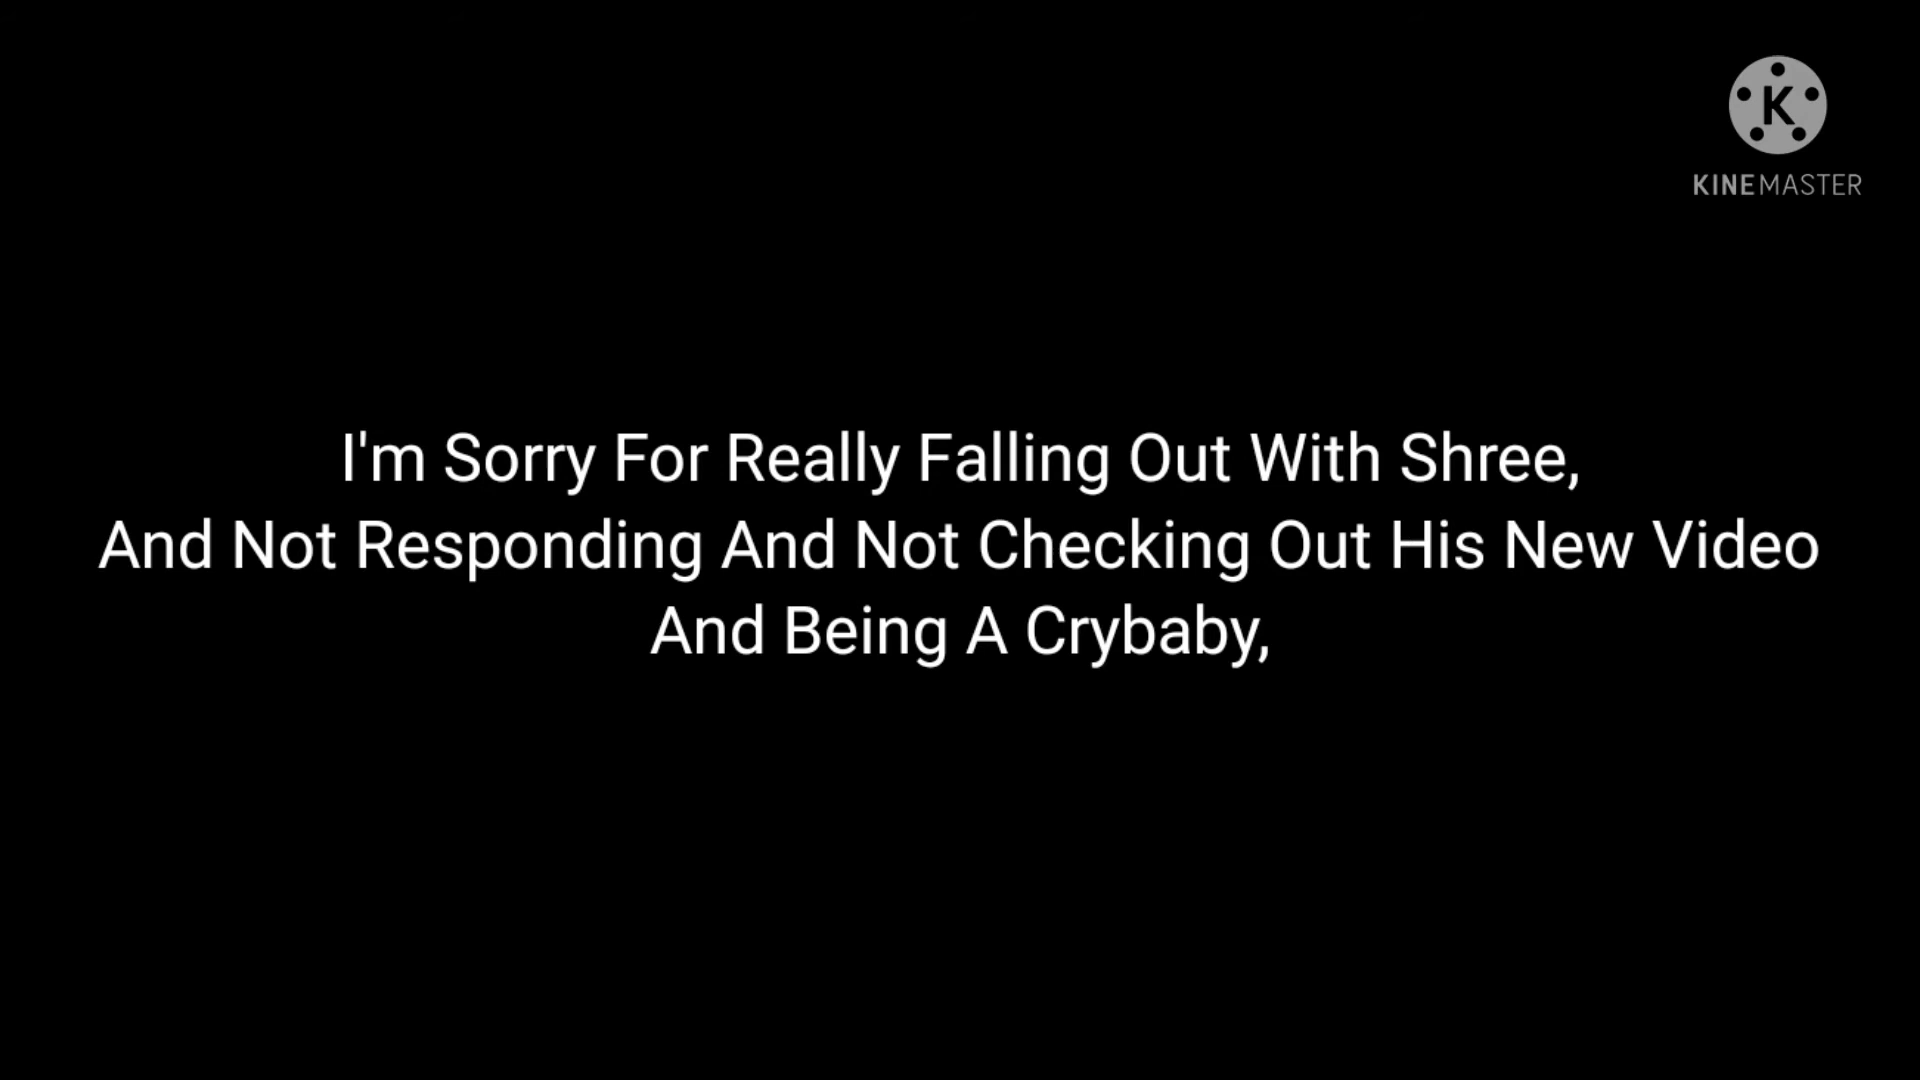 K
KINEMASTER
I'm Sorry For Really Falling Out With Shree,
And Not Responding And Not Checking Out His New Video
And Being A Crybaby,